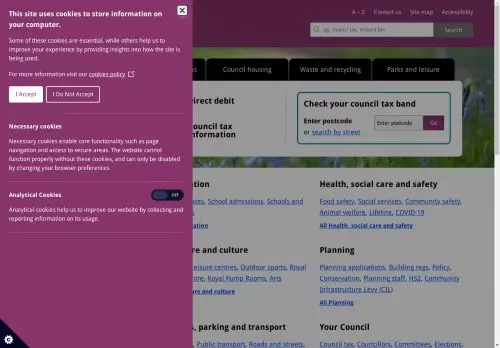 This site uses cookies to store information on
your computer.
Some of these cookies are essential, while others help us to
improve your experience by providing insights into how the site is
being used.
For more information visit our cookies policy
I Accept
I Do Not Accept
Necessary cookies
Necessary cookies enable core functionality such as page
navigation and access to secure areas. The website cannot
function properly without these cookies, and can only be disabled
by changing your browser preferences.
Analytical Cookies
Off
Analytical cookies help us to improve our website by collecting and
reporting information on its usage.
A – Z Contact us Site map Accessibility
eg. council tax, missed bin
Search
Council housing Waste and recycling Parks and leisure
direct debit
council tax
information
Check your council tax band
Enter postcode
or search by street
Enter postcode
Go
School admissions, Schools and
Health, social care and safety
Food safety, Social services, Community safety,
Animal welfare, Lifeline, COVID-19
All Health, social care and safety
and culture
Leisure centres, Outdoor sports, Royal
Royal Pump Rooms, Arts
and culture
Planning
Planning applications, Building regs, Policy,
Conservation, Planning staff, HS2, Community
Infrastructure Levy (CIL)
All Planning
parking and transport
Public transport, Roads and streets,
Your Council
Council tax, Councillors, Committees, Elections,